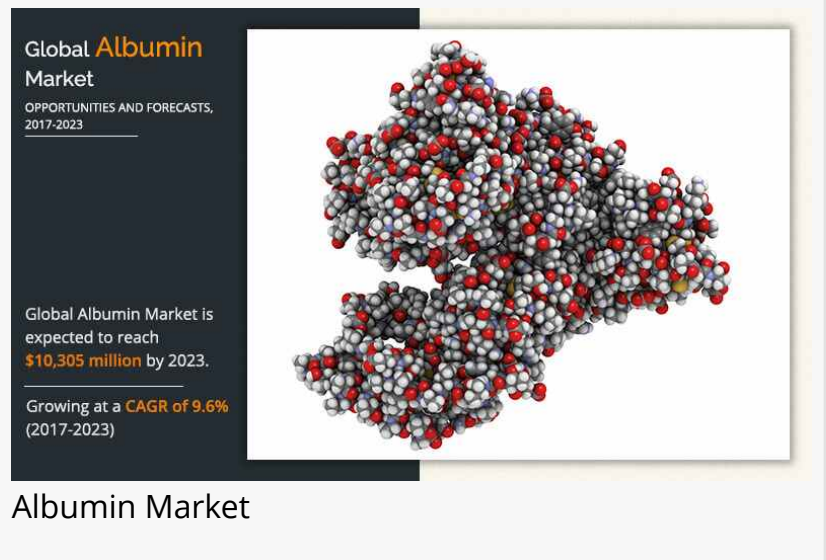 Global Albumin
Market
OPPORTUNITIES AND FORECASTS,
2017-2023
Global Albumin Market is
expected to reach
$10,305 million by 2023.
Growing at a CAGR of 9.6%
(2017-2023)
Albumin Market